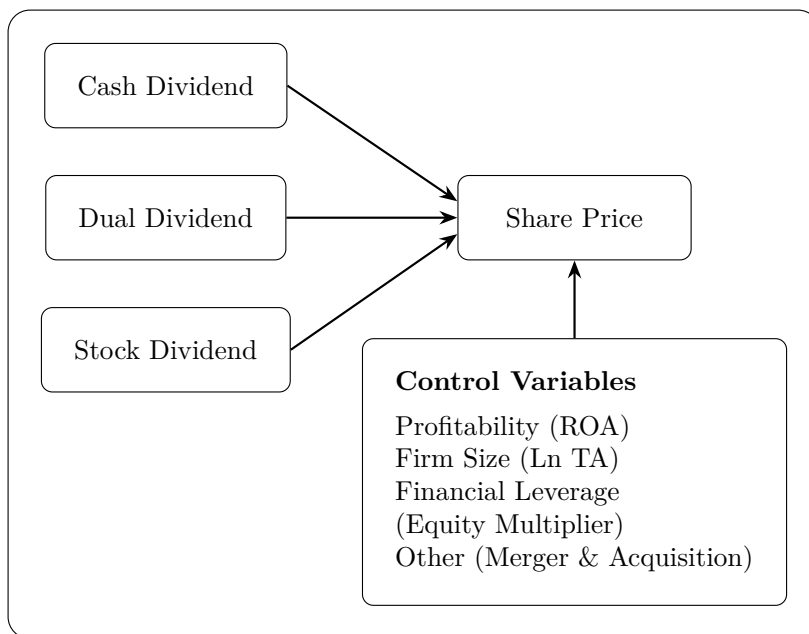 Cash Dividend
Dual Dividend
Share Price
Stock Dividend
Control Variables
Profitability (ROA)
Firm Size (Ln TA)
Financial Leverage
(Equity Multiplier)
Other (Merger & Acquisition)